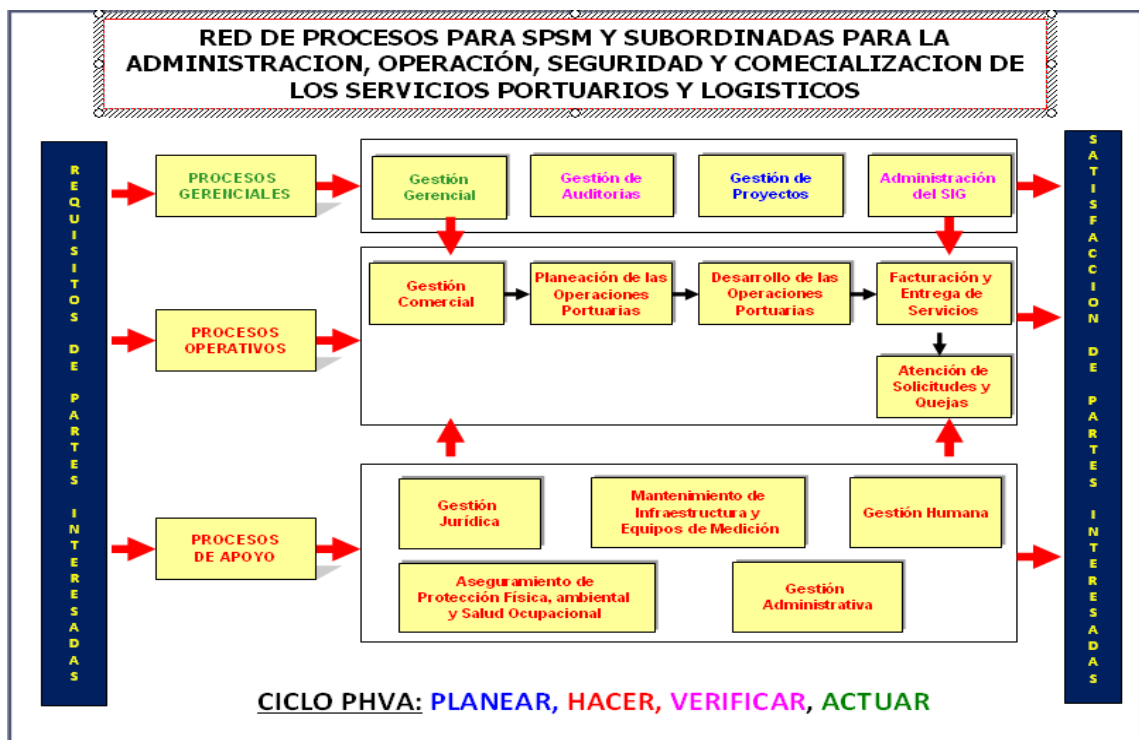 RED DE PROCESOS PARA SPSM Y SUBORDINADAS PARA LA
ADMINISTRACION, OPERACIÓN, SEGURIDAD Y COMECIALIZACION DE
LOS SERVICIOS PORTUARIOS Y LOGISTICOS
REQUISITOS DE PARTES INTERESADAS
PROCESOS
GERENCIALES
Gestión
Gerencial
Gestión de
Auditorias
Gestión de
Proyectos
Administración
del SIG
PROCESOS
OPERATIVOS
Gestión
Comercial
Planeación de las
Operaciones
Portuarias
Desarrollo de las
Operaciones
Portuarias
Facturación y
Entrega de
Servicios
Atención de
Solicitudes y
Quejas
PROCESOS
DE APOYO
Gestión
Jurídica
Mantenimiento de
Infraestructura y
Equipos de Medición
Gestión Humana
Aseguramiento de
Protección Física, ambiental
y Salud Ocupacional
Gestión
Administrativa
SATISFACCION DE PARTES INTERESADAS
CICLO PHVA: PLANEAR, HACER, VERIFICAR, ACTUAR